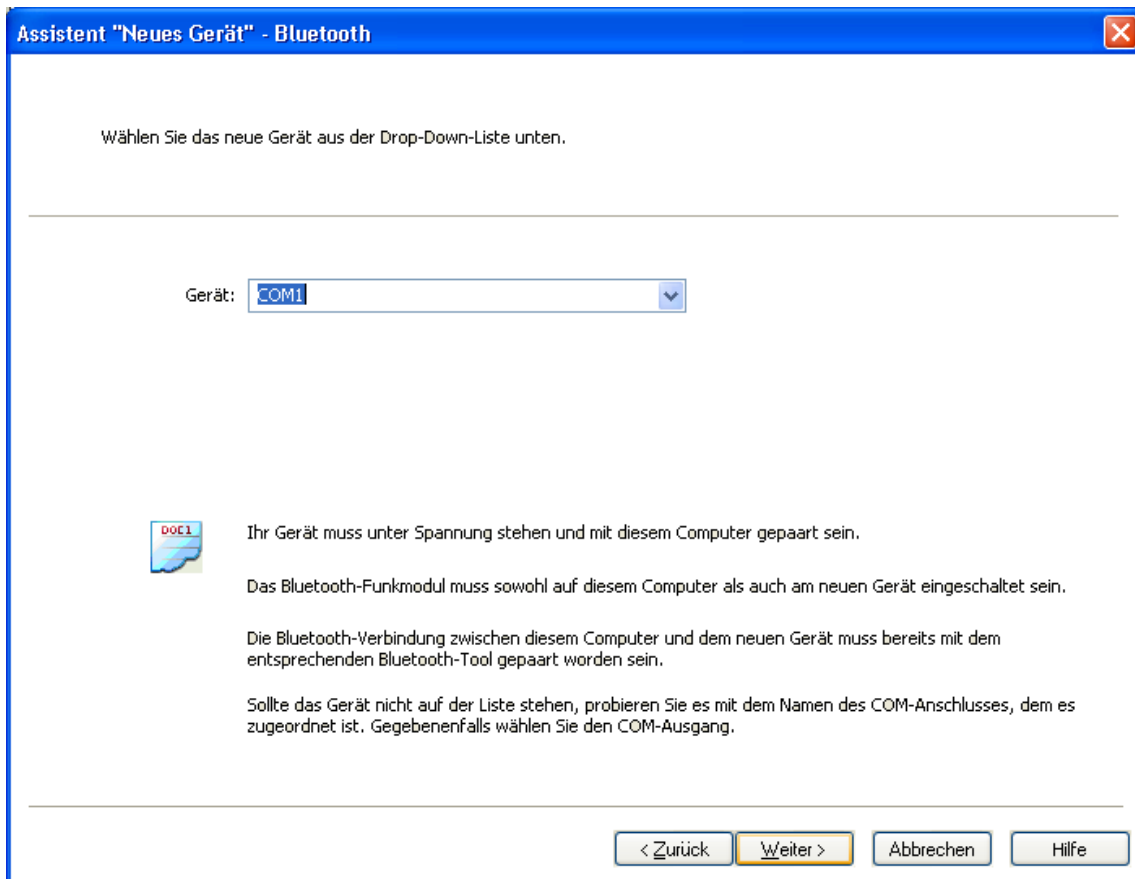 Assistent "Neues Gerät" - Bluetooth
Wählen Sie das neue Gerät aus der Drop-Down-Liste unten.
Gerät: COM1
DOC1
Ihr Gerät muss unter Spannung stehen und mit diesem Computer gepaart sein.
Das Bluetooth-Funkmodul muss sowohl auf diesem Computer als auch am neuen Gerät eingeschaltet sein.
Die Bluetooth-Verbindung zwischen diesem Computer und dem neuen Gerät muss bereits mit dem
entsprechenden Bluetooth-Tool gepaart worden sein.
Sollte das Gerät nicht auf der Liste stehen, probieren Sie es mit dem Namen des COM-Anschlusses, dem es
zugeordnet ist. Gegebenenfalls wählen Sie den COM-Ausgang.
< Zurück Weiter > Abbrechen Hilfe